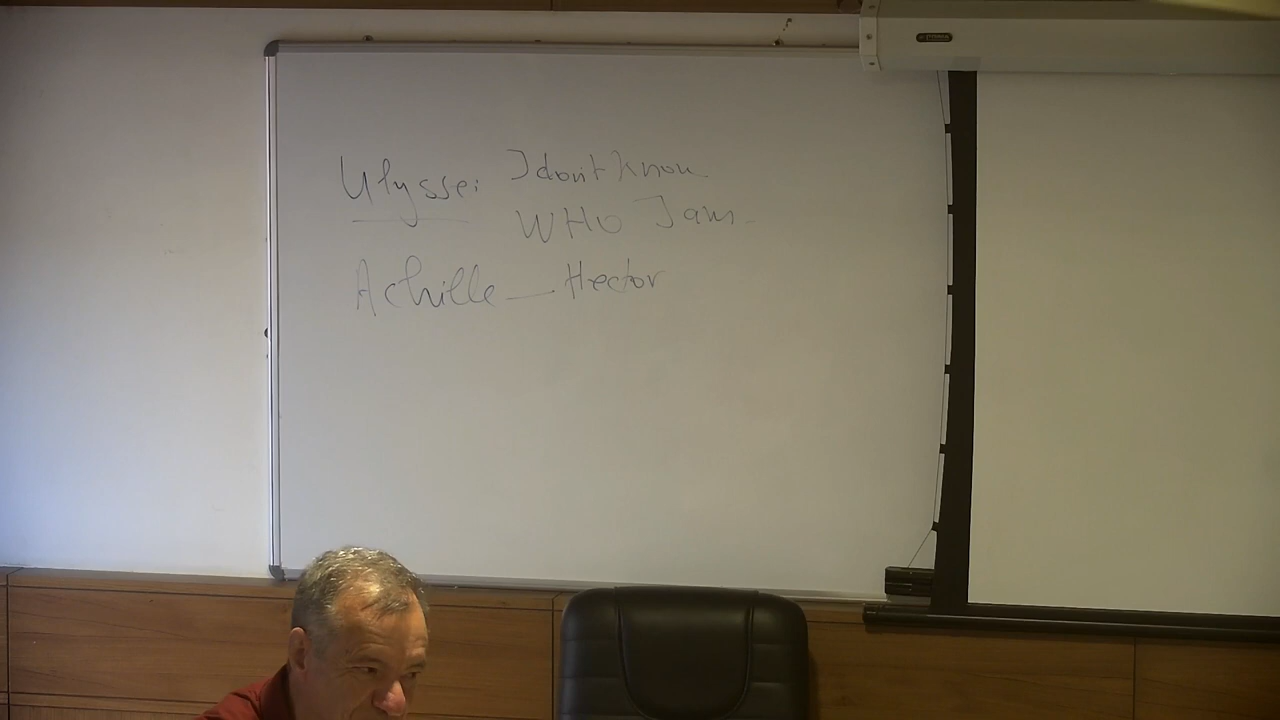 Ulysse: I don't know
WHO I am
Achille — Hector